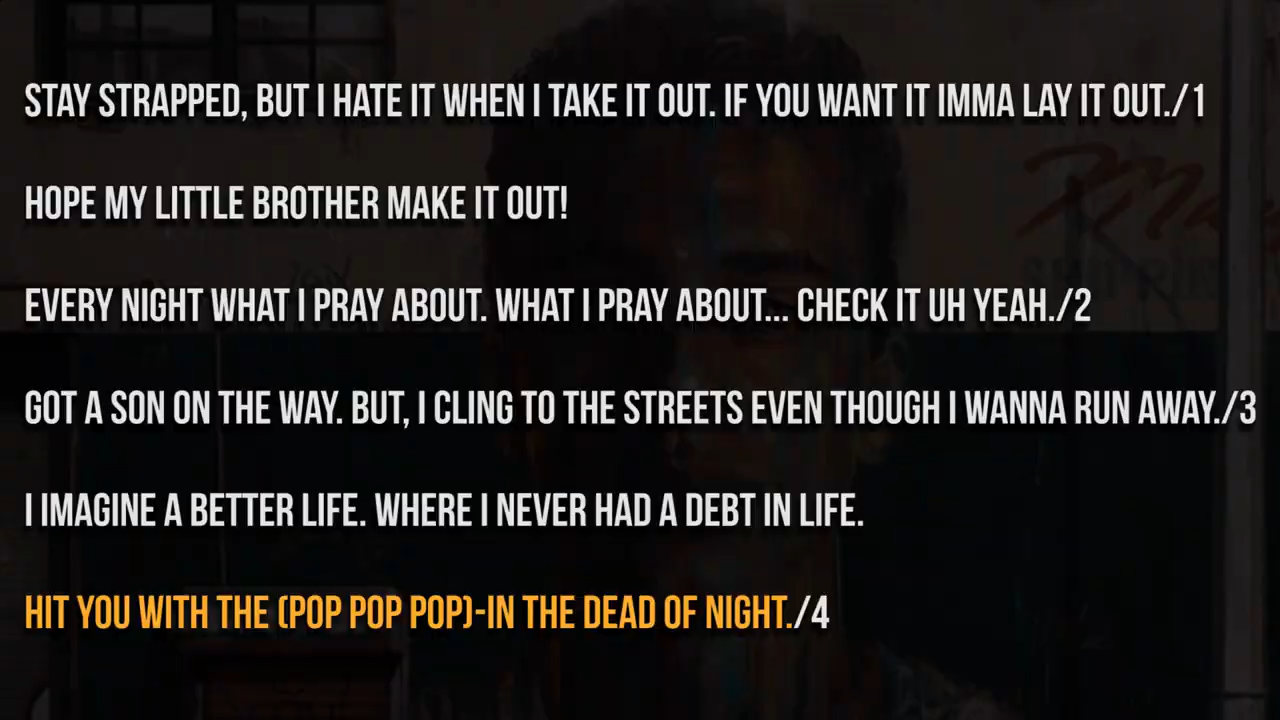 STAY STRAPPED, BUT I HATE IT WHEN I TAKE IT OUT. IF YOU WANT IT IMMA LAY IT OUT./1
HOPE MY LITTLE BROTHER MAKE IT OUT!
EVERY NIGHT WHAT I PRAY ABOUT. WHAT I PRAY ABOUT... CHECK IT UH YEAH./2
GOT A SON ON THE WAY. BUT, I CLING TO THE STREETS EVEN THOUGH I WANNA RUN AWAY./3
I IMAGINE A BETTER LIFE. WHERE I NEVER HAD A DEBT IN LIFE.
HIT YOU WITH THE (POP POP POP)-IN THE DEAD OF NIGHT./4